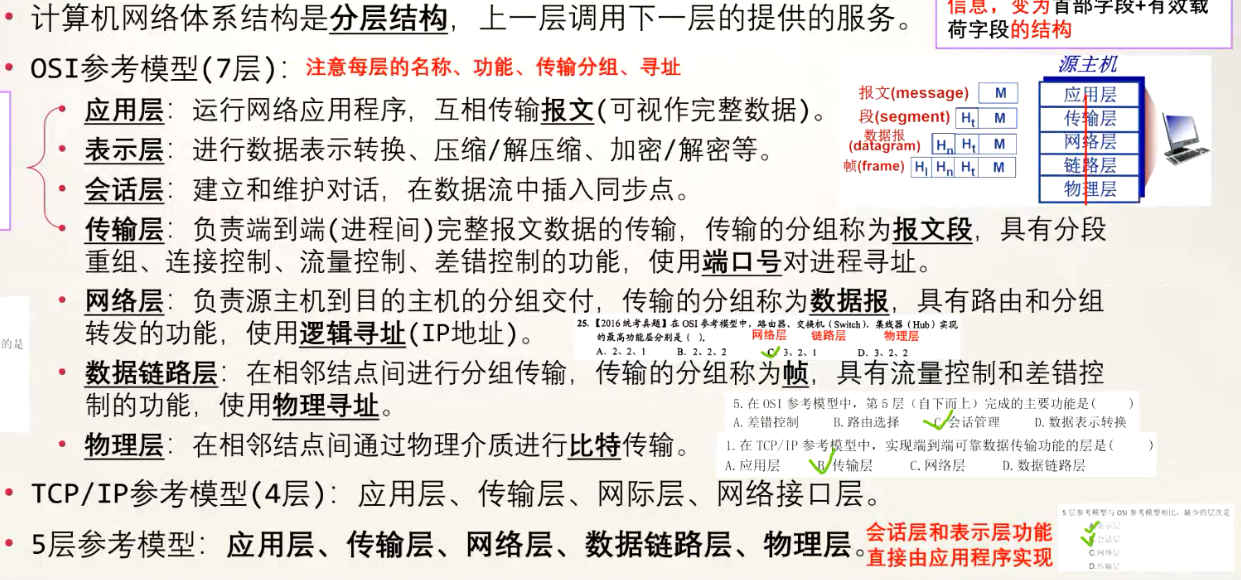 • 计算机网络体系结构是分层结构，上一层调用下一层的提供的服务。
信息，变为首部字段+有效载
荷字段的结构
• OSI参考模型(7层)：注意每层的名称、功能、传输分组、寻址
源主机
报文(message) M
段(segment) Ht M
数据报
(datagram) Hn Ht M
帧(frame) Hl Hn Ht M
应用层
传输层
网络层
链路层
物理层
• 应用层：运行网络应用程序，互相传输报文(可视作完整数据)。
• 表示层：进行数据表示转换、压缩/解压缩、加密/解密等。
• 会话层：建立和维护对话，在数据流中插入同步点。
• 传输层：负责端到端(进程间)完整报文数据的传输，传输的分组称为报文段，具有分段
重组、连接控制、流量控制、差错控制的功能，使用端口号对进程寻址。
• 网络层：负责源主机到目的主机的分组交付，传输的分组称为数据报，具有路由和分组
转发的功能，使用逻辑寻址(IP地址)。
25.【2016统考真题】在OSI参考模型中，路由器、交换机（Switch）、集线器（Hub）实现
的最高功能层分别是（ ）。
网络层 链路层 物理层
A. 2、2、1 B. 2、2、2 C. 3、2、1 D. 3、2、2
的是
• 数据链路层：在相邻结点间进行分组传输，传输的分组称为帧，具有流量控制和差错控
制的功能，使用物理寻址。
5.在OSI参考模型中，第5层（自下而上）完成的主要功能是( )
A.差错控制 B.路由选择 C.会话管理 D.数据表示转换
• 物理层：在相邻结点间通过物理介质进行比特传输。
1.在TCP/IP参考模型中，实现端到端可靠数据传输功能的层是( )
A.应用层 B.传输层 C.网络层 D.数据链路层
• TCP/IP参考模型(4层)：应用层、传输层、网际层、网络接口层。
• 5层参考模型：应用层、传输层、网络层、数据链路层、物理层。
会话层和表示层功能
直接由应用程序实现
5层参考模型与OSI参考模型相比，缺少的层次是
表示层
会话层
C.网络层
D.传输层